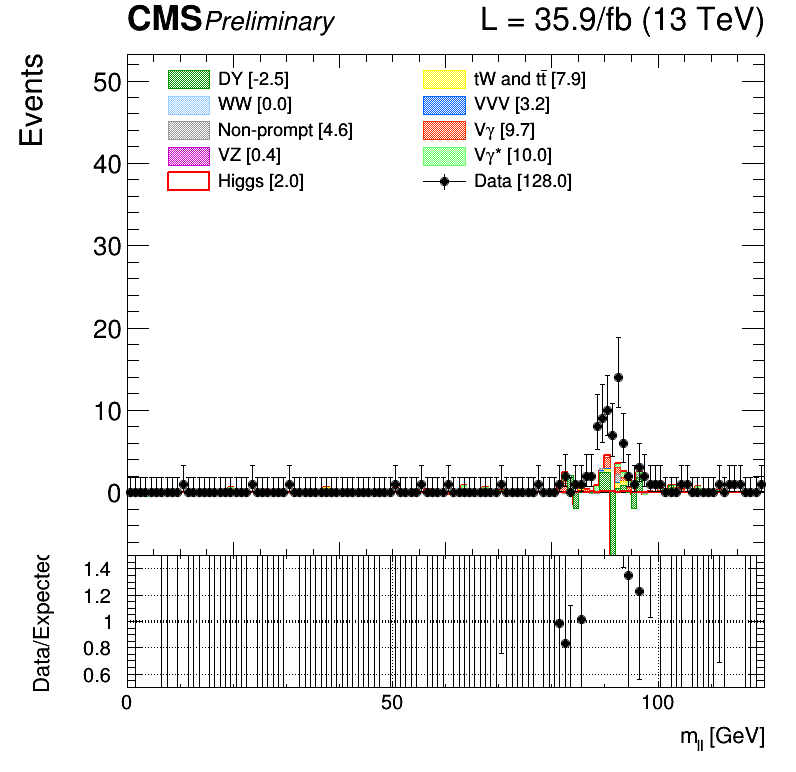 CMS Preliminary L = 35.9/fb (13 TeV)
Events
50
40
30
20
10
0
DY [-2.5]
WW [0.0]
Non-prompt [4.6]
VZ [0.4]
Higgs [2.0]
tW and tt̄ [7.9]
VVV [3.2]
Vγ [9.7]
Vγ* [10.0]
Data [128.0]
Data/Expected
1.4
1.2
1
0.8
0.6
0 50 100
m_ll [GeV]